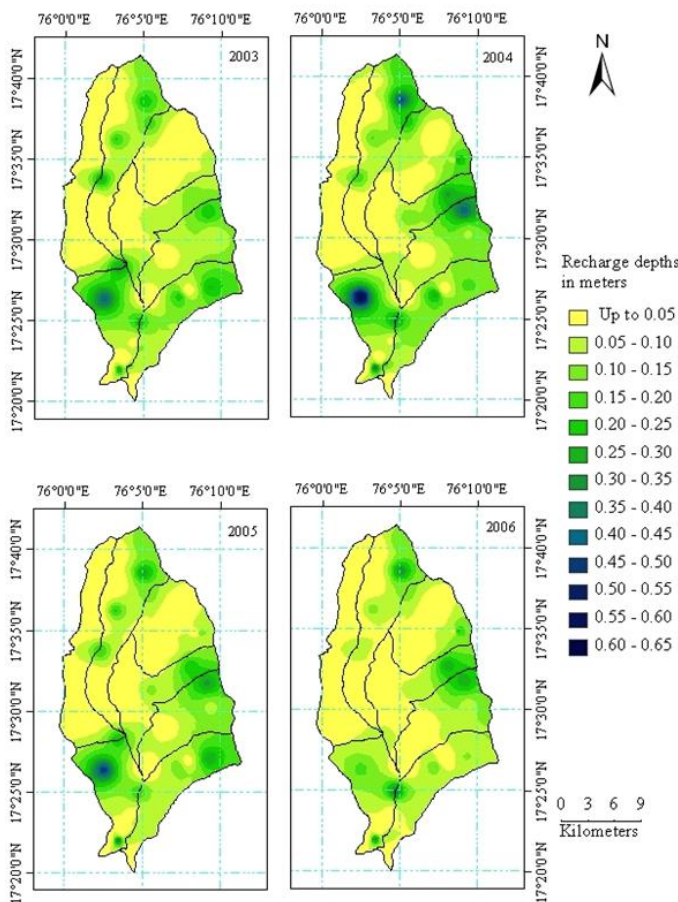 76°0'0"E 76°5'0"E 76°10'0"E
2003
17°40'0"N
17°35'0"N
17°30'0"N
17°25'0"N
17°20'0"N
76°0'0"E 76°5'0"E 76°10'0"E
2004
17°40'0"N
17°35'0"N
17°30'0"N
17°25'0"N
17°20'0"N
N
Recharge depths
in meters
Up to 0.05
0.05 - 0.10
0.10 - 0.15
0.15 - 0.20
0.20 - 0.25
0.25 - 0.30
0.30 - 0.35
0.35 - 0.40
0.40 - 0.45
0.45 - 0.50
0.50 - 0.55
0.55 - 0.60
0.60 - 0.65
76°0'0"E 76°5'0"E 76°10'0"E
2005
17°40'0"N
17°35'0"N
17°30'0"N
17°25'0"N
17°20'0"N
76°0'0"E 76°5'0"E 76°10'0"E
2006
17°40'0"N
17°35'0"N
17°30'0"N
17°25'0"N
17°20'0"N
0 3 6 9
Kilometers